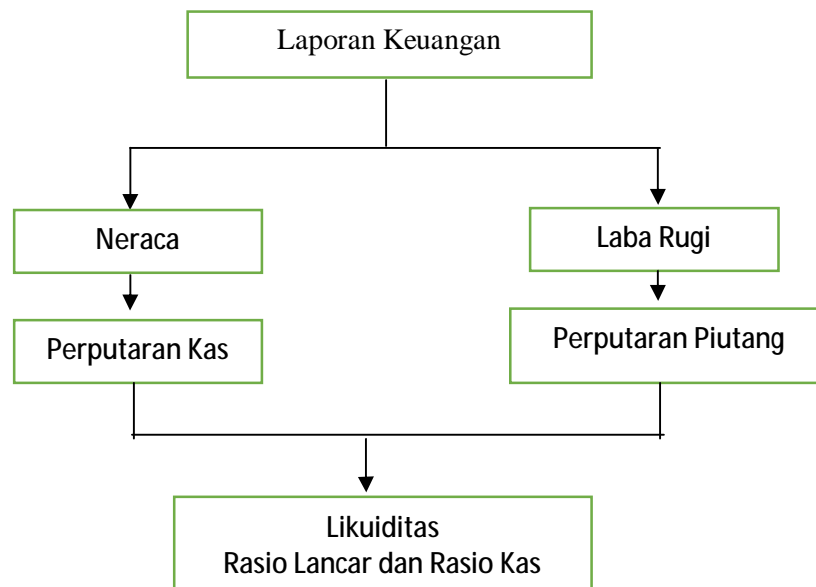 Laporan Keuangan
Neraca
Laba Rugi
Perputaran Kas
Perputaran Piutang
Likuiditas
Rasio Lancar dan Rasio Kas